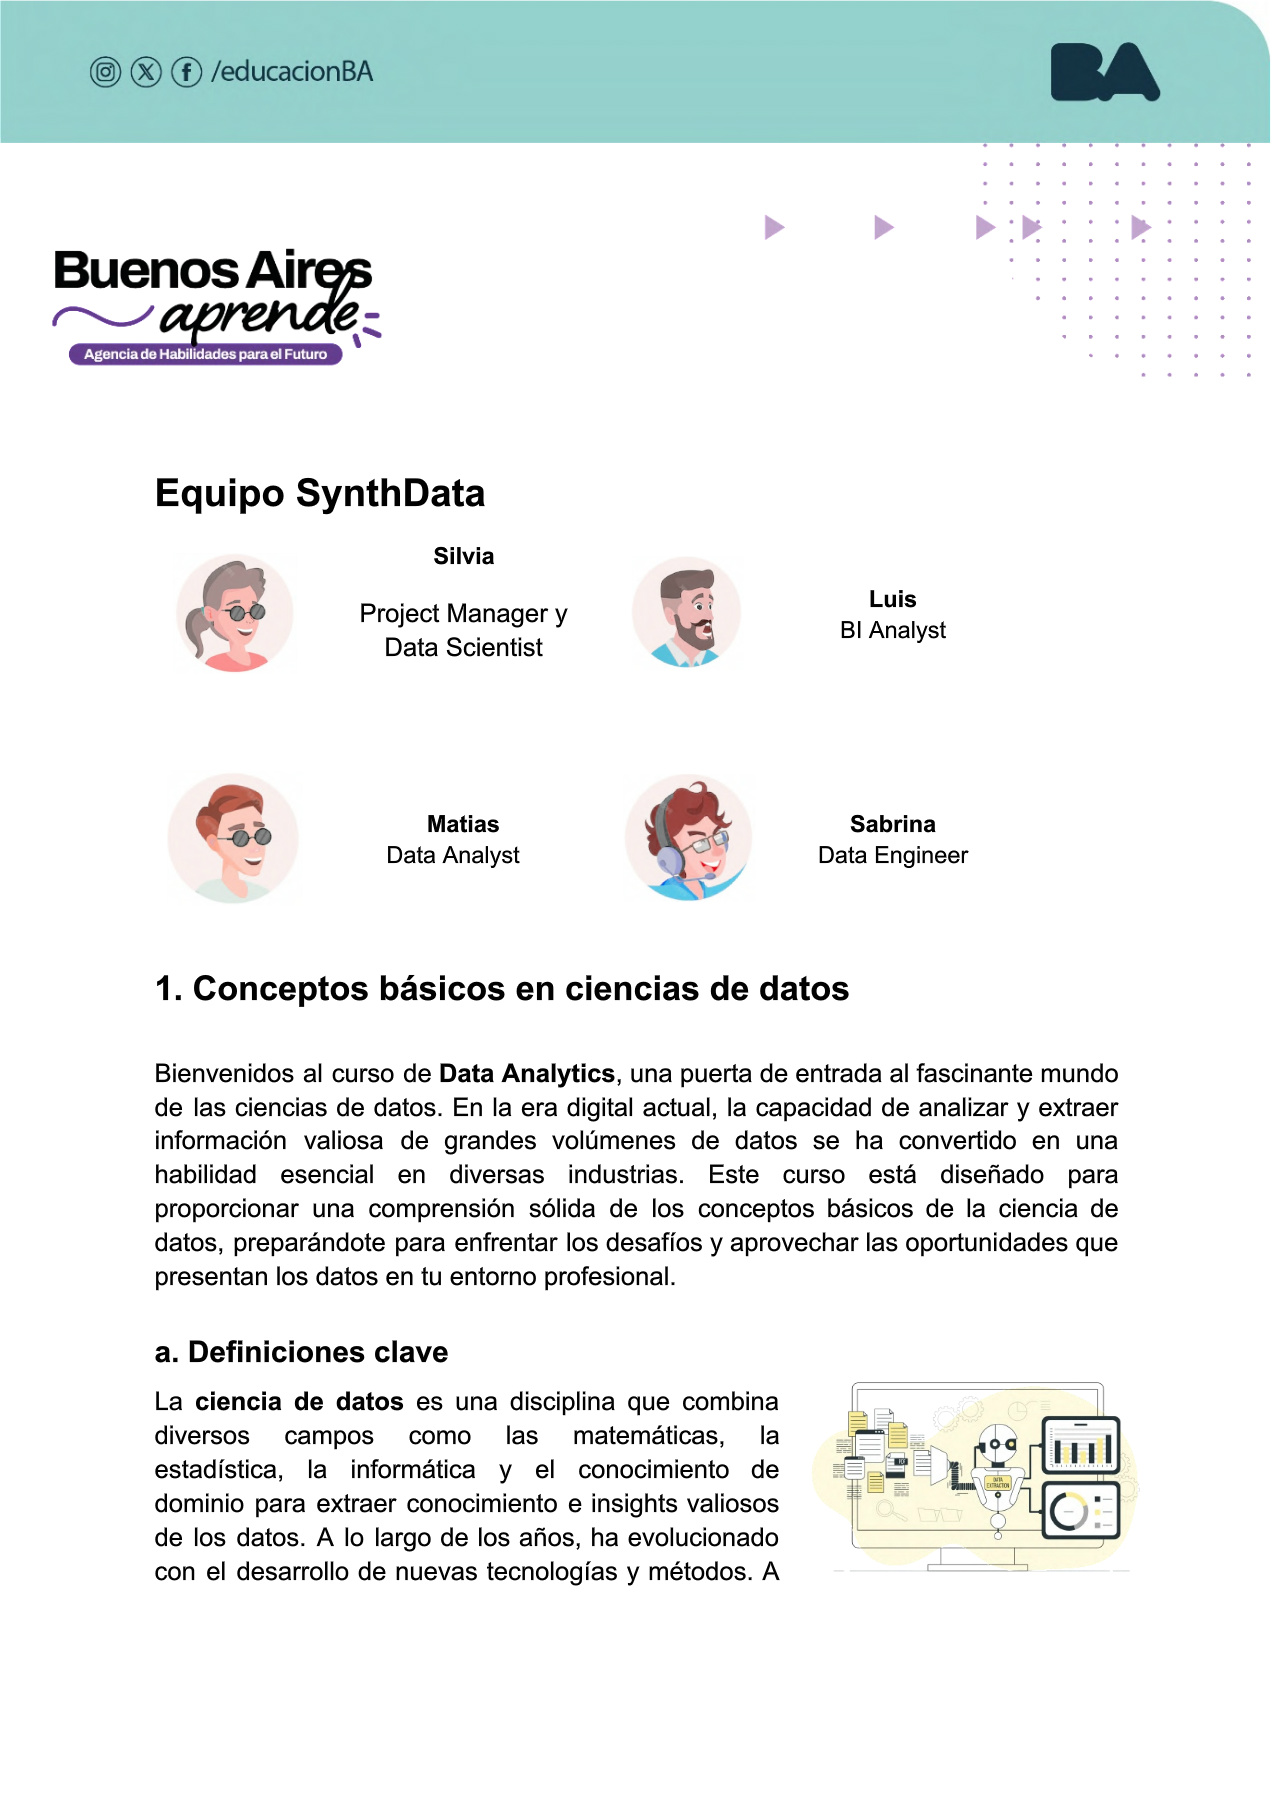 /educacionBA
BA
Buenos Aires
aprende
Agencia de Habilidades para el Futuro
Equipo SynthData
Silvia
Project Manager y
Data Scientist
Luis
BI Analyst
Matias
Data Analyst
Sabrina
Data Engineer
1. Conceptos básicos en ciencias de datos
Bienvenidos al curso de Data Analytics, una puerta de entrada al fascinante mundo
de las ciencias de datos. En la era digital actual, la capacidad de analizar y extraer
información valiosa de grandes volúmenes de datos se ha convertido en una
habilidad esencial en diversas industrias. Este curso está diseñado para
proporcionar una comprensión sólida de los conceptos básicos de la ciencia de
datos, preparándote para enfrentar los desafíos y aprovechar las oportunidades que
presentan los datos en tu entorno profesional.
a. Definiciones clave
La ciencia de datos es una disciplina que combina
diversos campos como las matemáticas, la
estadística, la informática y el conocimiento de
dominio para extraer conocimiento e insights valiosos
de los datos. A lo largo de los años, ha evolucionado
con el desarrollo de nuevas tecnologías y métodos. A
PDF
DATA
EXTRACTION